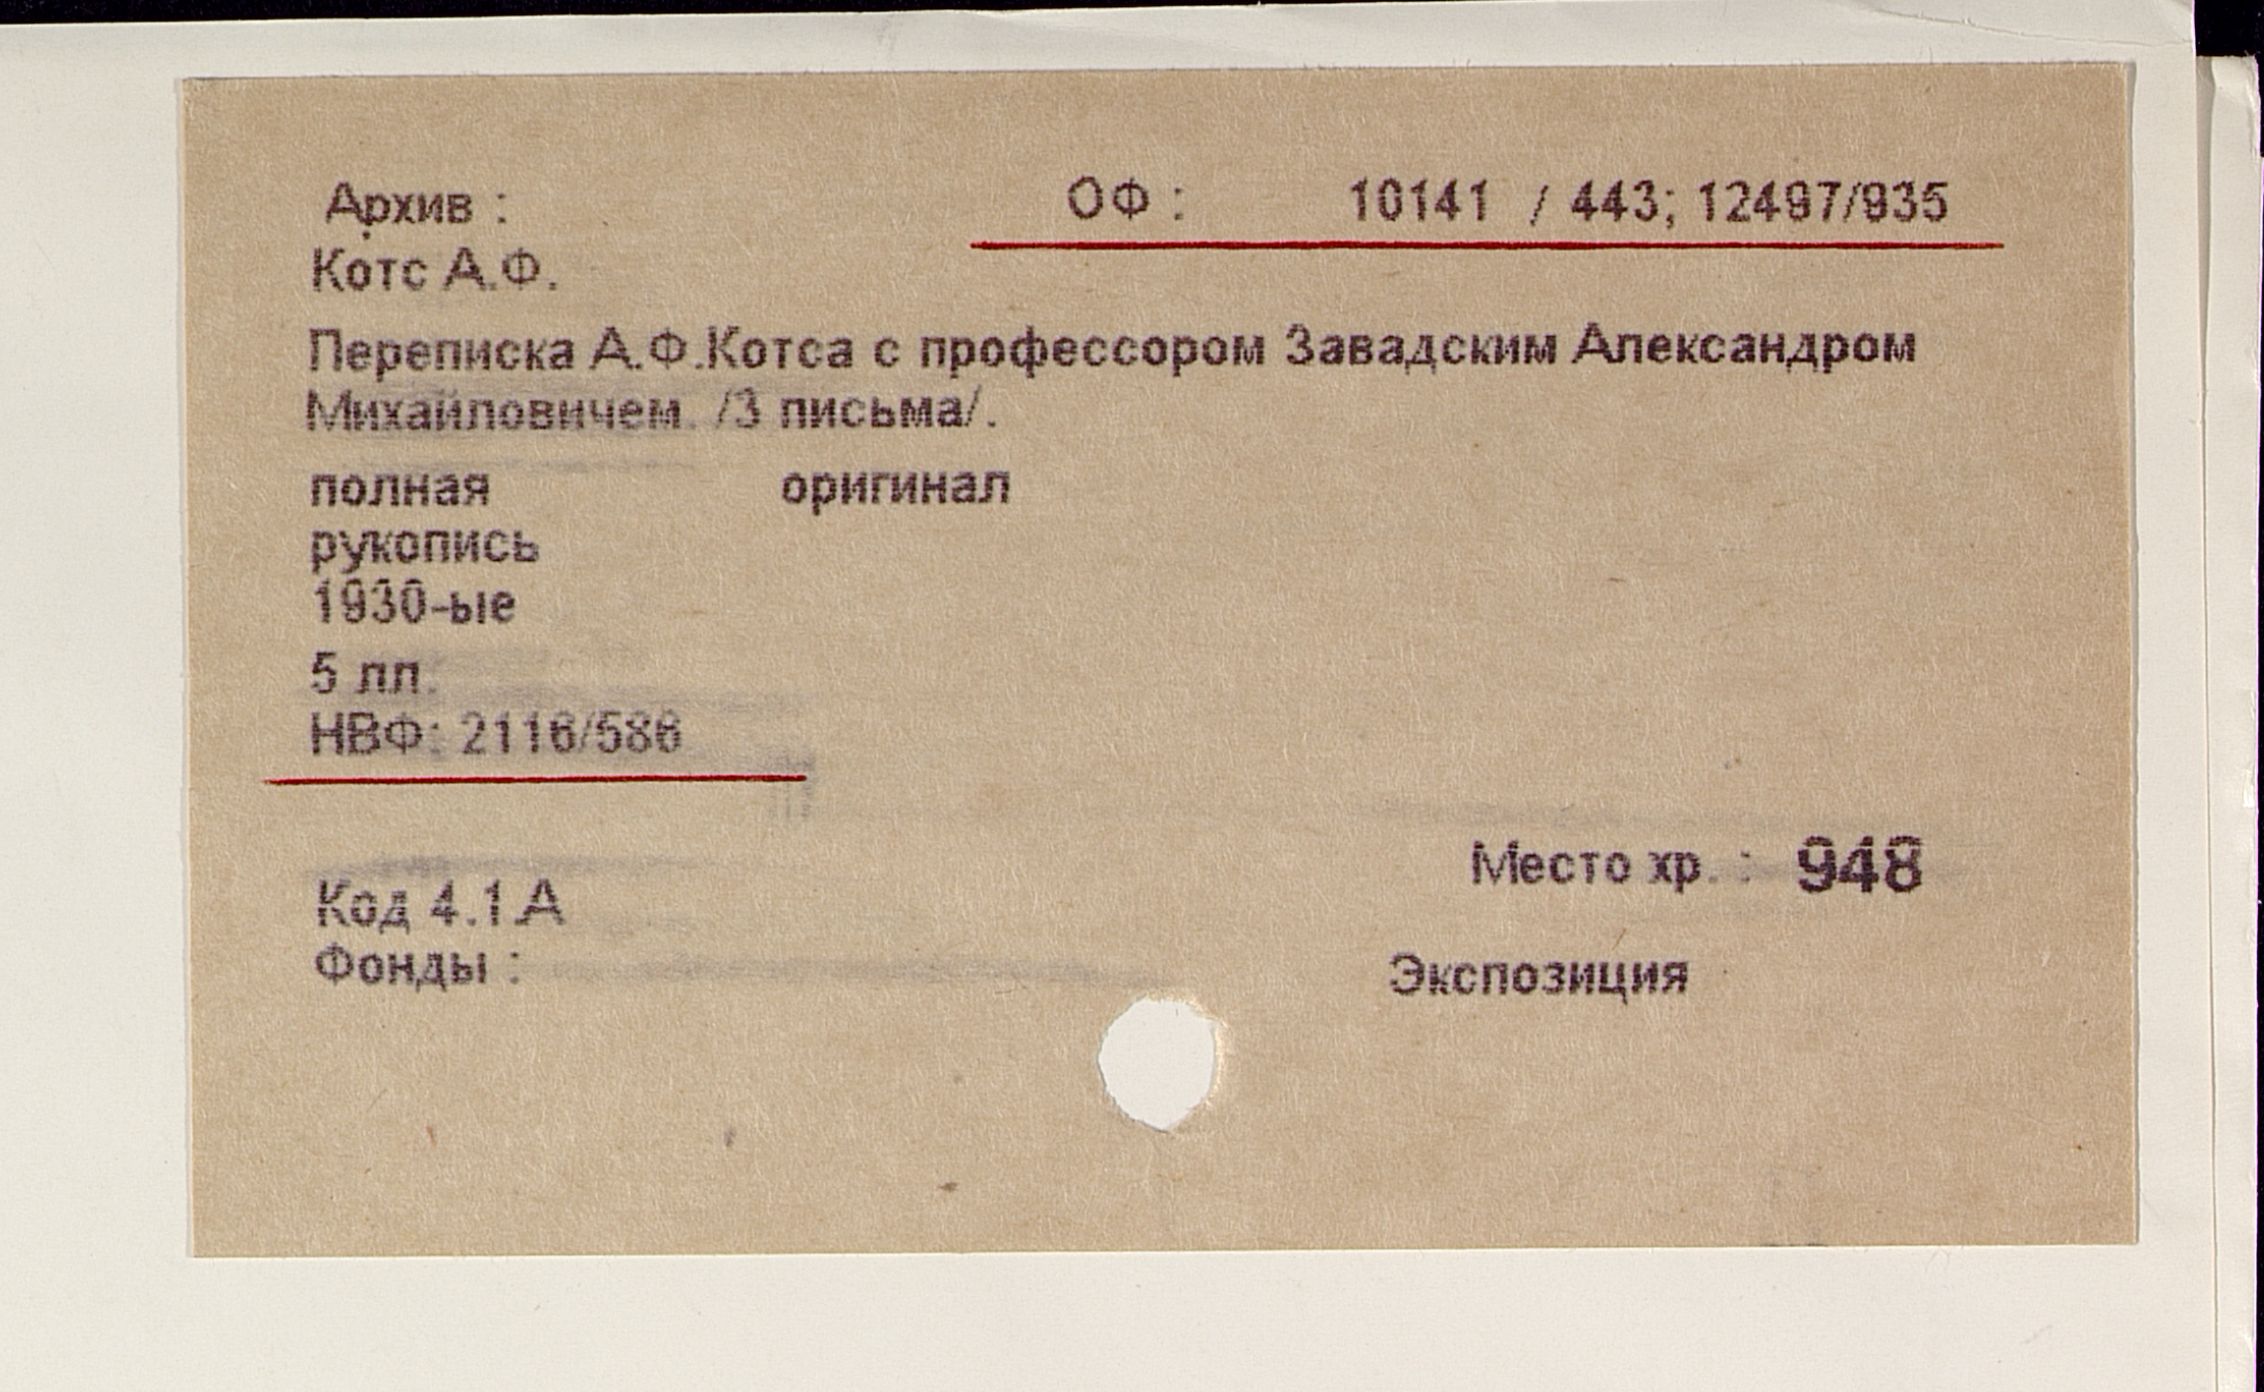 Архив : ОФ : 10141 / 443; 12497/935
Котс А.Ф.
Переписка А.Ф.Котса с профессором Завадским Александром
Михайловичем. /3 письма/.
полная оригинал
рукопись
1930-ые
5 лл.
НВФ: 2116/586
Место хр. : 948
Код 4.1.А
Фонды : Экспозиция